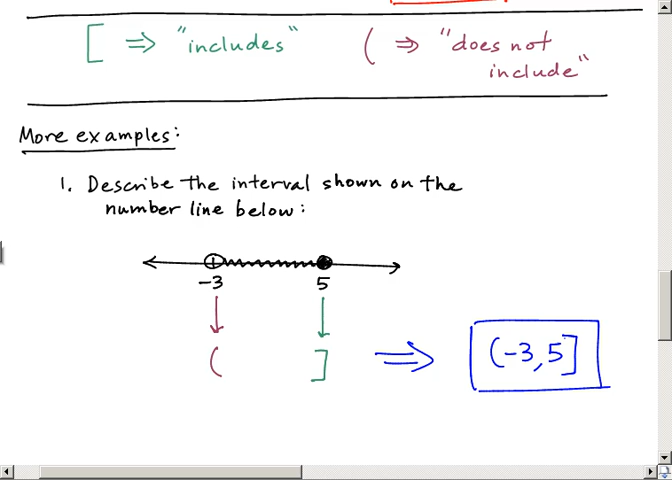 [ ⇒ "includes" ( ⇒ "does not
include"
More examples:
1. Describe the interval shown on the
number line below:
-3 5
( ] ⇒ (-3, 5]